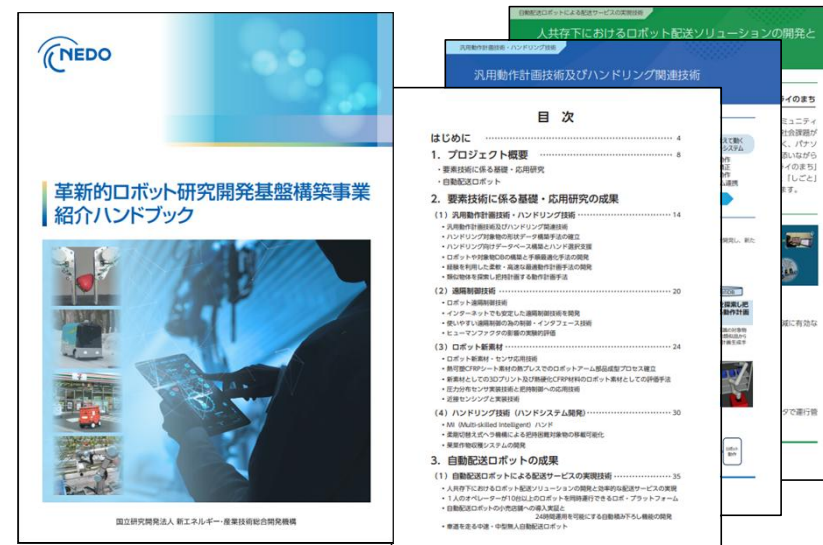 NEDO
革新的ロボット研究開発基盤構築事業
紹介ハンドブック
国立研究開発法人 新エネルギー・産業技術総合開発機構
目 次
はじめに 4
1．プロジェクト概要 8
・要素技術に係る基礎・応用研究
・自動配送ロボット
2．要素技術に係る基礎・応用研究の成果
（1）汎用動作計画技術・ハンドリング技術 14
・汎用動作計画技術及びハンドリング関連技術
・ハンドリング対象物の形状データ構築手法の確立
・ハンドリング向けデータベース構築とハンド選択支援
・ロボットや対象物DBの構築と手順最適化手法の開発
・経験を利用した柔軟・高速な最適動作計画手法の開発
・類似物体を探索し把持計画する動作計画手法
（2）遠隔制御技術 20
・ロボット遠隔制御技術
・インターネットでも安定した遠隔制御技術を開発
・使いやすい遠隔制御の為の制御・インタフェース技術
・ヒューマンファクタの影響の実験的評価
（3）ロボット新素材 24
・ロボット新素材・センサ応用技術
・熱可塑CFRPシート素材の熱プレスでのロボットアーム部品成型プロセス確立
・新素材としての3Dプリント及び熱硬化CFRP材料のロボット素材としての評価手法
・圧力分布センサ実装技術と把持制御への応用技術
・近接センシングと実装技術
（4）ハンドリング技術（ハンドシステム開発） 30
・MI（Multi-skilled Intelligent）ハンド
・柔剛切替え式ヘラ機構による把持困難対象物の移載可能化
・果菜作物収穫システムの開発
3．自動配送ロボットの成果
（1）自動配送ロボットによる配送サービスの実現技術 35
・人共存下におけるロボット配送ソリューションの開発と効率的な配送サービスの実現
・1人のオペレーターが10台以上のロボットを同時運行できるロボ・プラットフォーム
・自動配送ロボットの小売店舗への導入実証と
24時間運用を可能にする自動積み下ろし機能の開発
・車道を走る中速・中型無人自動配送ロボット
汎用動作計画技術・ハンドリング技術
汎用動作計画技術及びハンドリング関連技術
自動配送ロボットによる配送サービスの実現技術
人共存下におけるロボット配送ソリューションの開発と